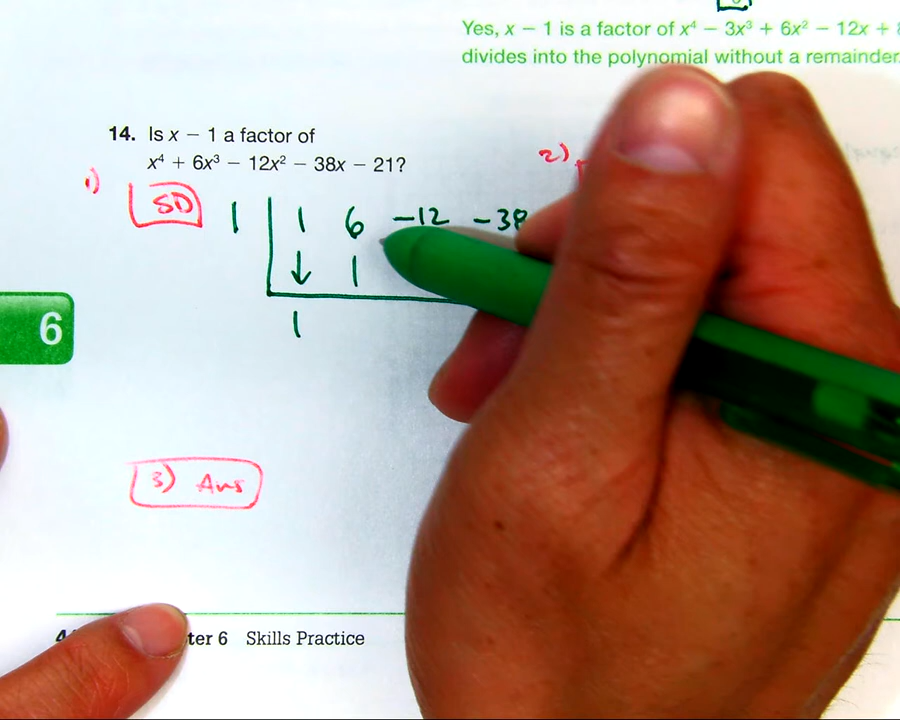 Yes, x − 1 is a factor of x⁴ − 3x³ + 6x² − 12x +
divides into the polynomial without a remainder.
14. Is x − 1 a factor of
x⁴ + 6x³ − 12x² − 38x − 21?
1) SD
2)
1 1 6 -12 -38
↓ 1
1
6
3) Ans
ter 6 Skills Practice